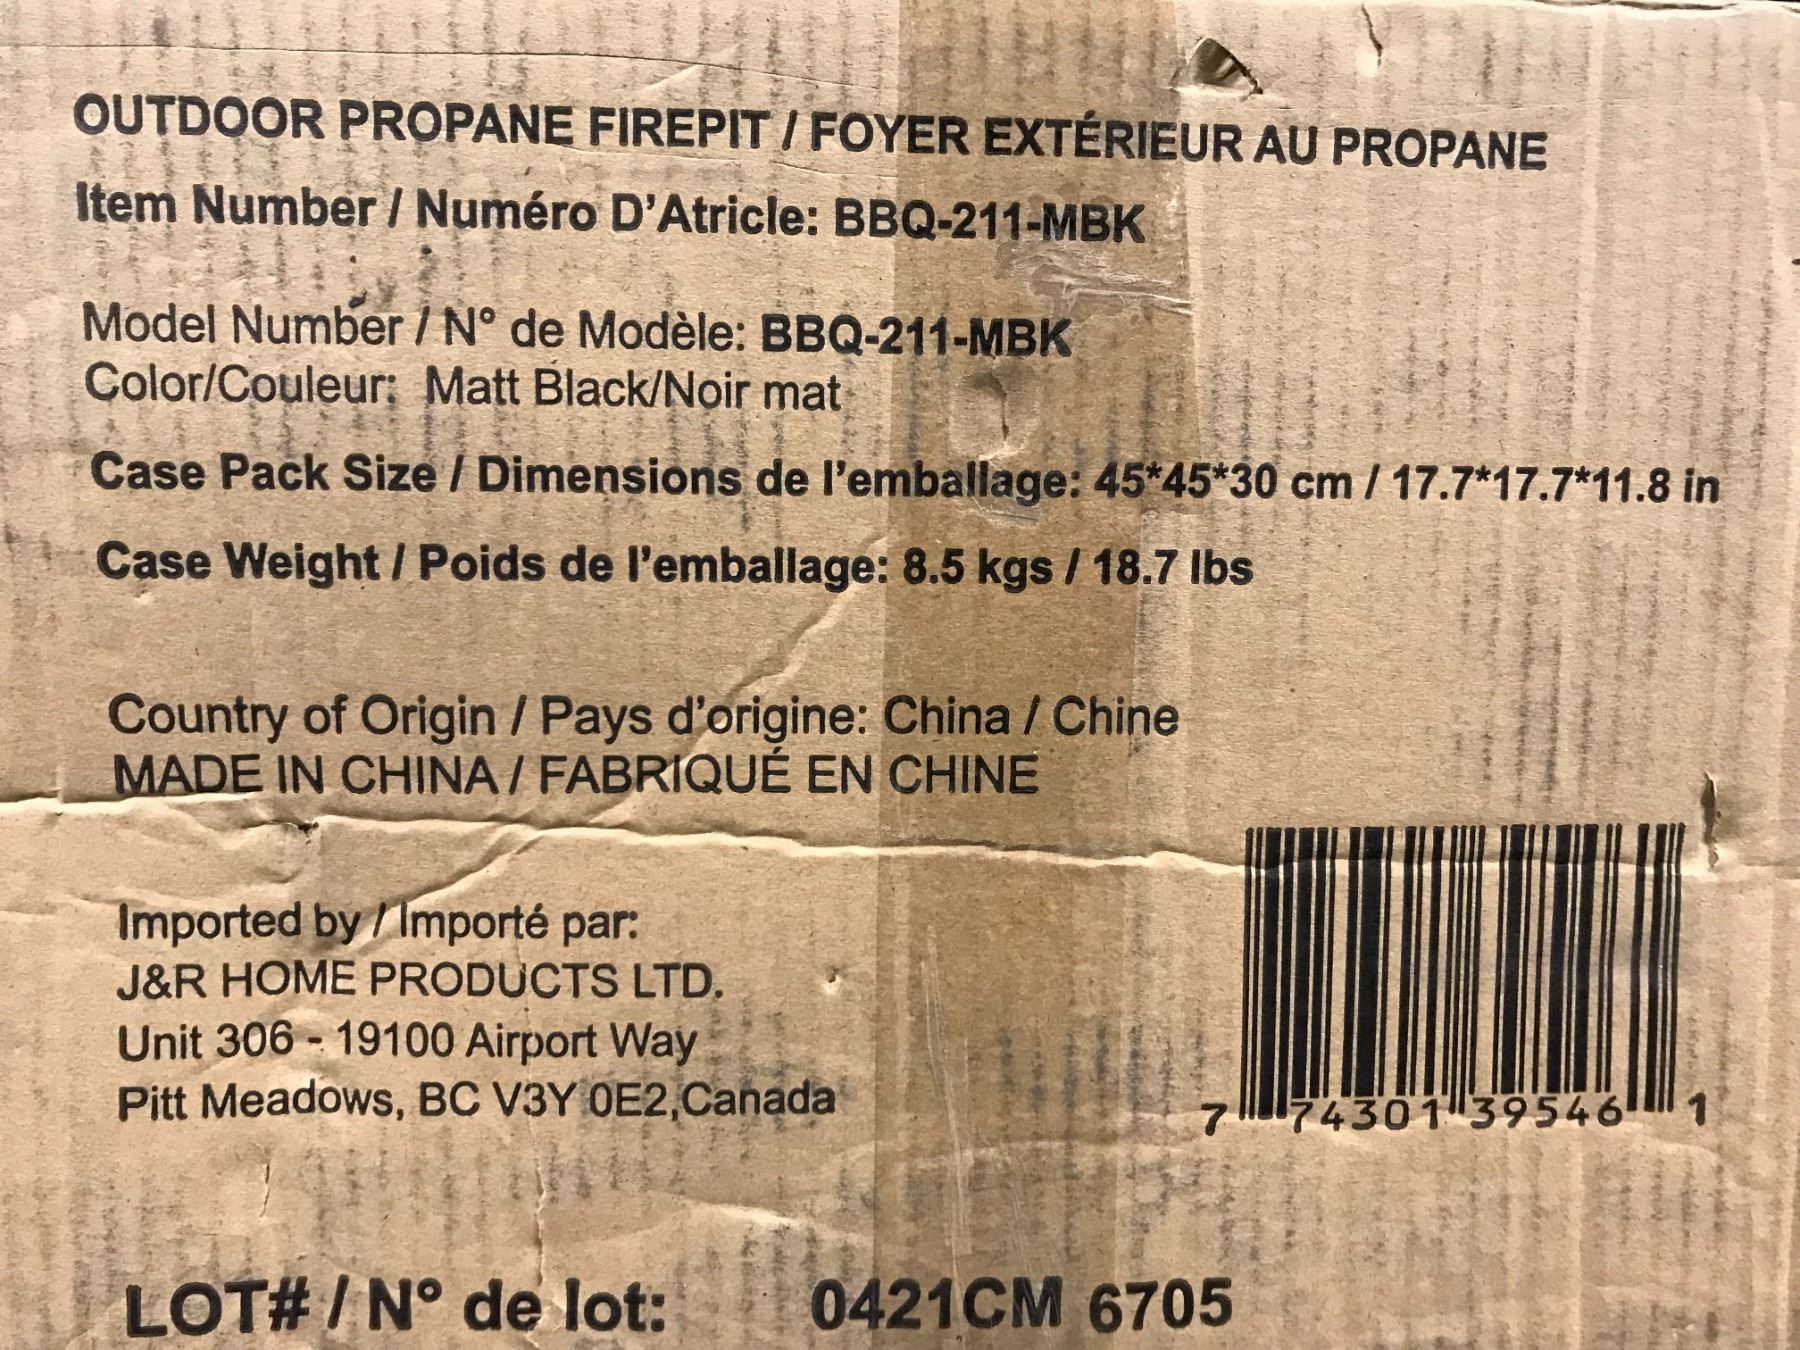 OUTDOOR PROPANE FIREPIT / FOYER EXTÉRIEUR AU PROPANE
Item Number / Numéro D'Atricle: BBQ-211-MBK
Model Number / N° de Modèle: BBQ-211-MBK
Color/Couleur: Matt Black/Noir mat
Case Pack Size / Dimensions de l'emballage: 45*45*30 cm / 17.7*17.7*11.8 in
Case Weight / Poids de l'emballage: 8.5 kgs / 18.7 lbs
Country of Origin / Pays d'origine: China / Chine
MADE IN CHINA / FABRIQUÉ EN CHINE
Imported by / Importé par:
J&R HOME PRODUCTS LTD.
Unit 306 - 19100 Airport Way
Pitt Meadows, BC V3Y 0E2,Canada
7 74301 39546 1
LOT# / N° de lot: 0421CM 6705